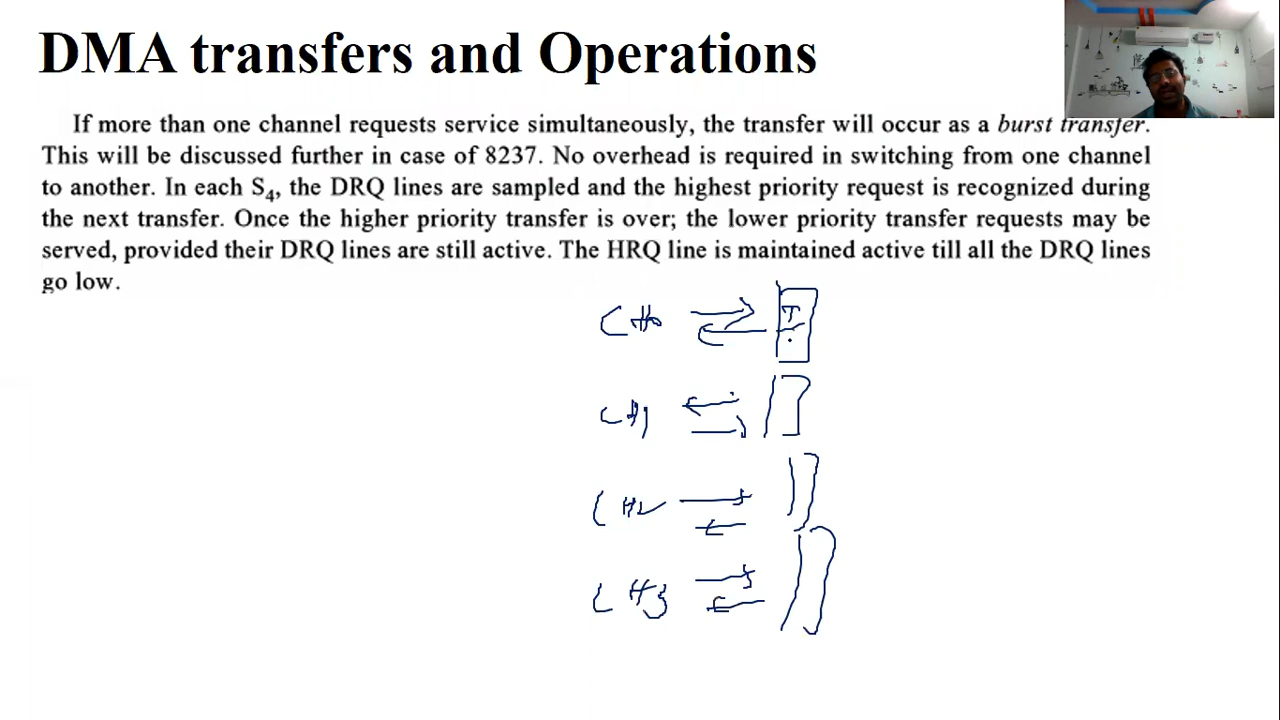 DMA transfers and Operations
If more than one channel requests service simultaneously, the transfer will occur as a burst transfer.
This will be discussed further in case of 8237. No overhead is required in switching from one channel
to another. In each S4, the DRQ lines are sampled and the highest priority request is recognized during
the next transfer. Once the higher priority transfer is over; the lower priority transfer requests may be
served, provided their DRQ lines are still active. The HRQ line is maintained active till all the DRQ lines
go low.
CH0
CH1
CH2
CH3